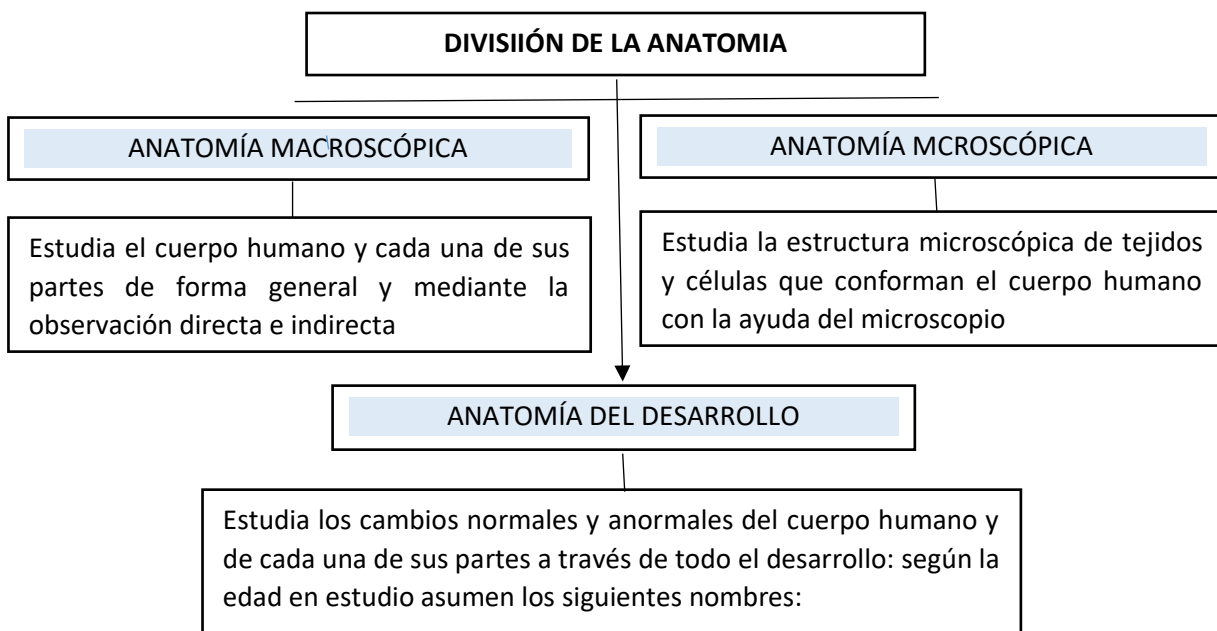 DIVISIIÓN DE LA ANATOMIA
ANATOMÍA MACROSCÓPICA
ANATOMÍA MCROSCÓPICA
Estudia el cuerpo humano y cada una de sus
partes de forma general y mediante la
observación directa e indirecta
Estudia la estructura microscópica de tejidos
y células que conforman el cuerpo humano
con la ayuda del microscopio
ANATOMÍA DEL DESARROLLO
Estudia los cambios normales y anormales del cuerpo humano y
de cada una de sus partes a través de todo el desarrollo: según la
edad en estudio asumen los siguientes nombres: